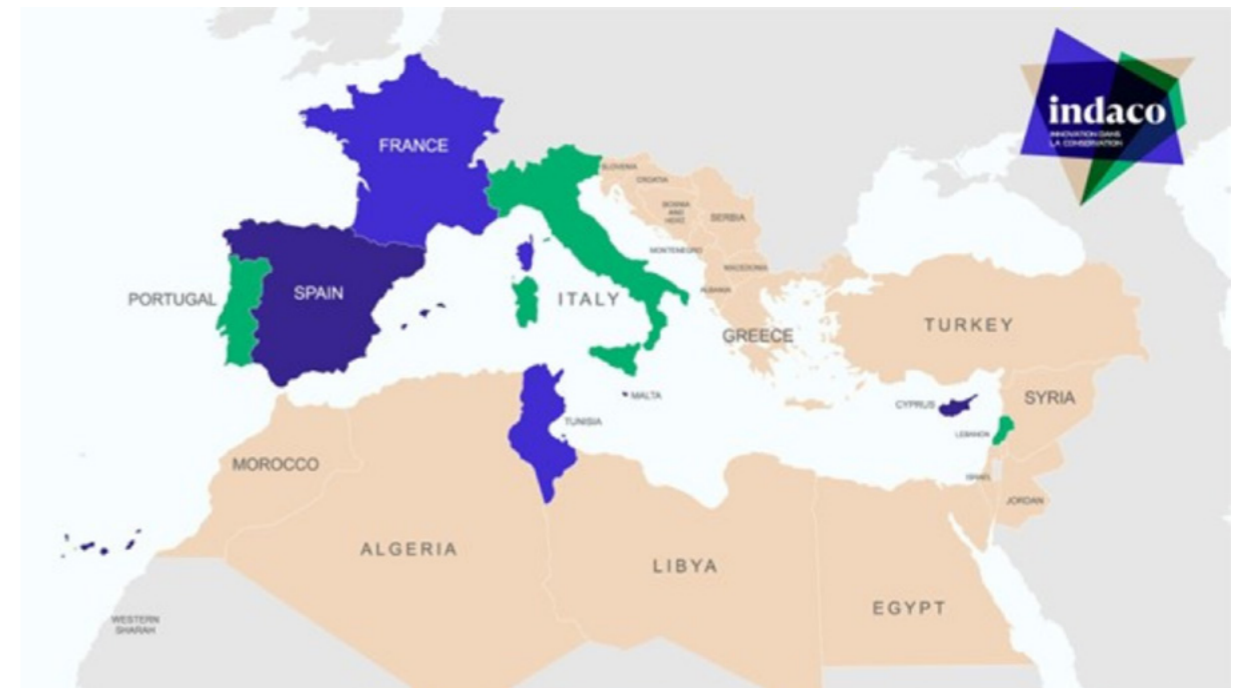 indaco
INNOVATION DANS
LA CONSERVATION
FRANCE
SLOVENIA
CROATIA
BOSNIA
AND
HERZ.
SERBIA
MONTENEGRO
MACEDONIA
ALBANIA
PORTUGAL
SPAIN
ITALY
GREECE
TURKEY
MALTA
CYPRUS
SYRIA
TUNISIA
LEBANON
MOROCCO
ISRAEL
JORDAN
ALGERIA
LIBYA
EGYPT
WESTERN
SHARAH